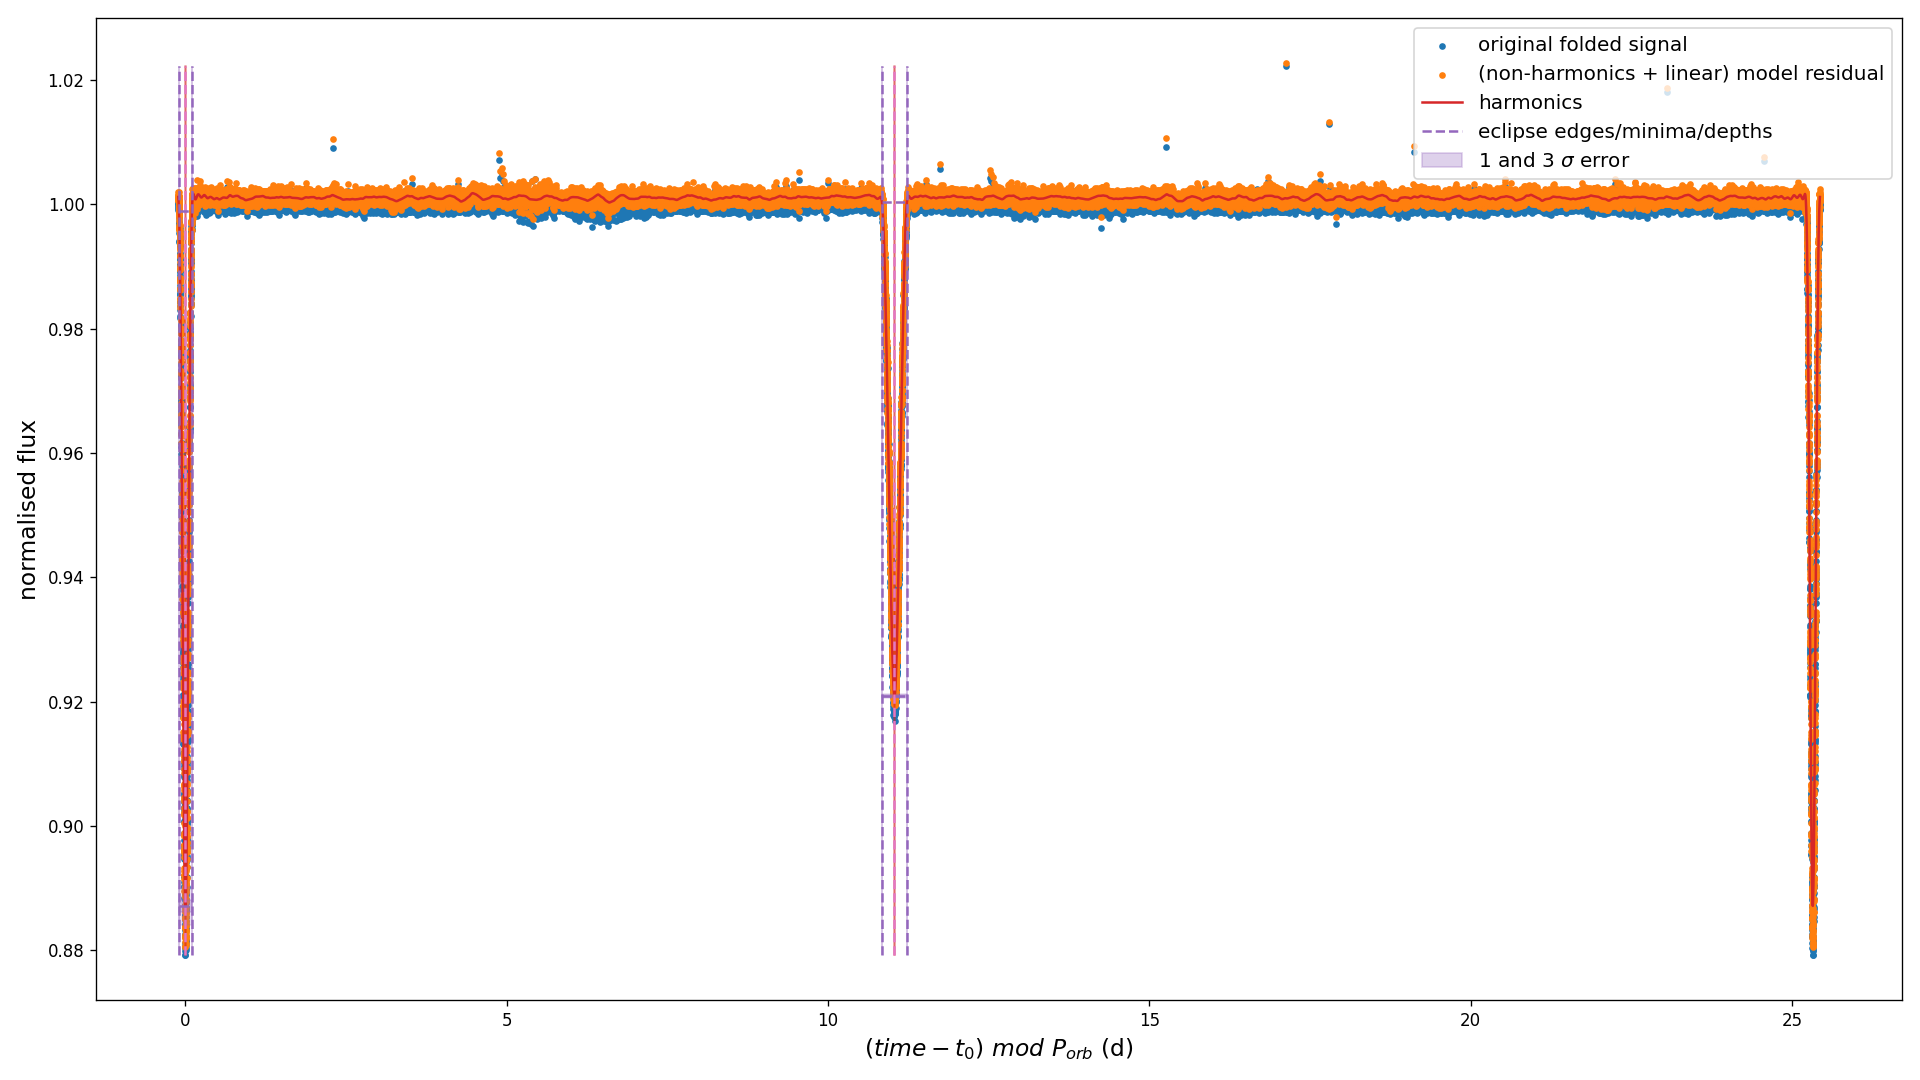 original folded signal
(non-harmonics + linear) model residual
harmonics
eclipse edges/minima/depths
1 and 3 σ error
normalised flux
1.02
1.00
0.98
0.96
0.94
0.92
0.90
0.88
0 5 10 15 20 25
(time − t₀) mod Pₒᵣᵦ (d)